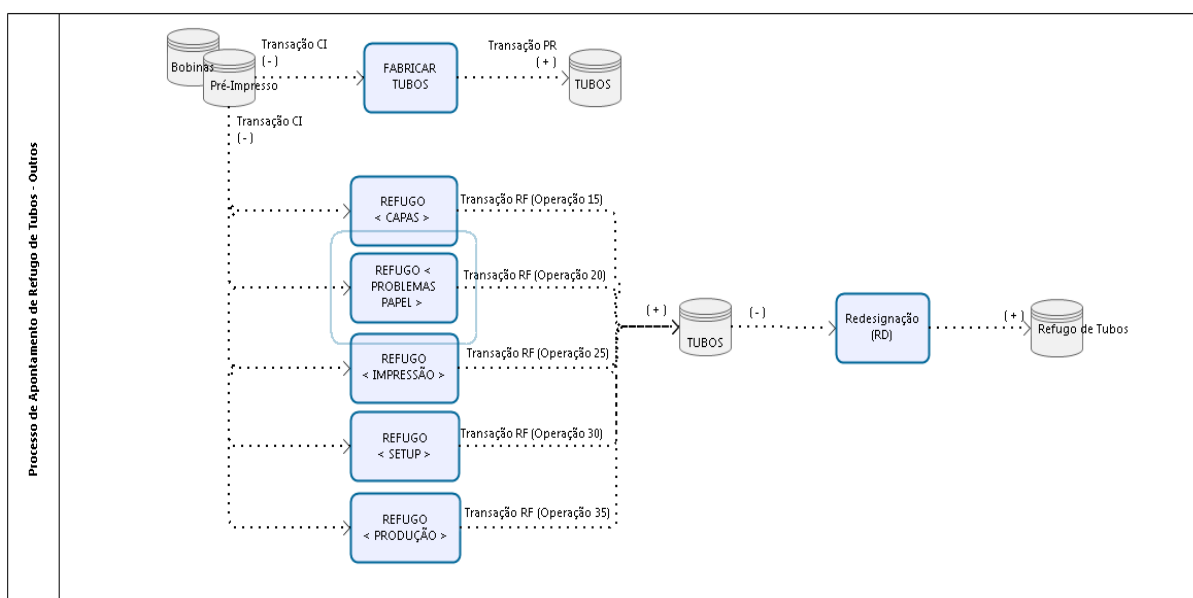 Processo de Apontamento de Refugo de Tubos - Outros
Bobinas
Pré-Impresso
Transação CI
( - )
FABRICAR
TUBOS
Transação PR
( + )
TUBOS
Transação CI
( - )
REFUGO
< CAPAS >
Transação RF (Operação 15)
REFUGO <
PROBLEMAS
PAPEL >
Transação RF (Operação 20)
REFUGO
< IMPRESSÃO >
Transação RF (Operação 25)
REFUGO
< SETUP >
Transação RF (Operação 30)
REFUGO
< PRODUÇÃO >
Transação RF (Operação 35)
( + )
TUBOS
( - )
Redesignação
(RD)
( + )
Refugo de Tubos